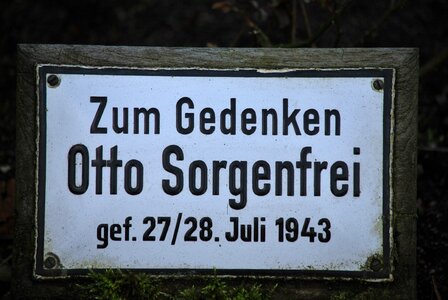 Zum Gedenken
Otto Sorgenfrei
gef. 27/28. Juli 1943